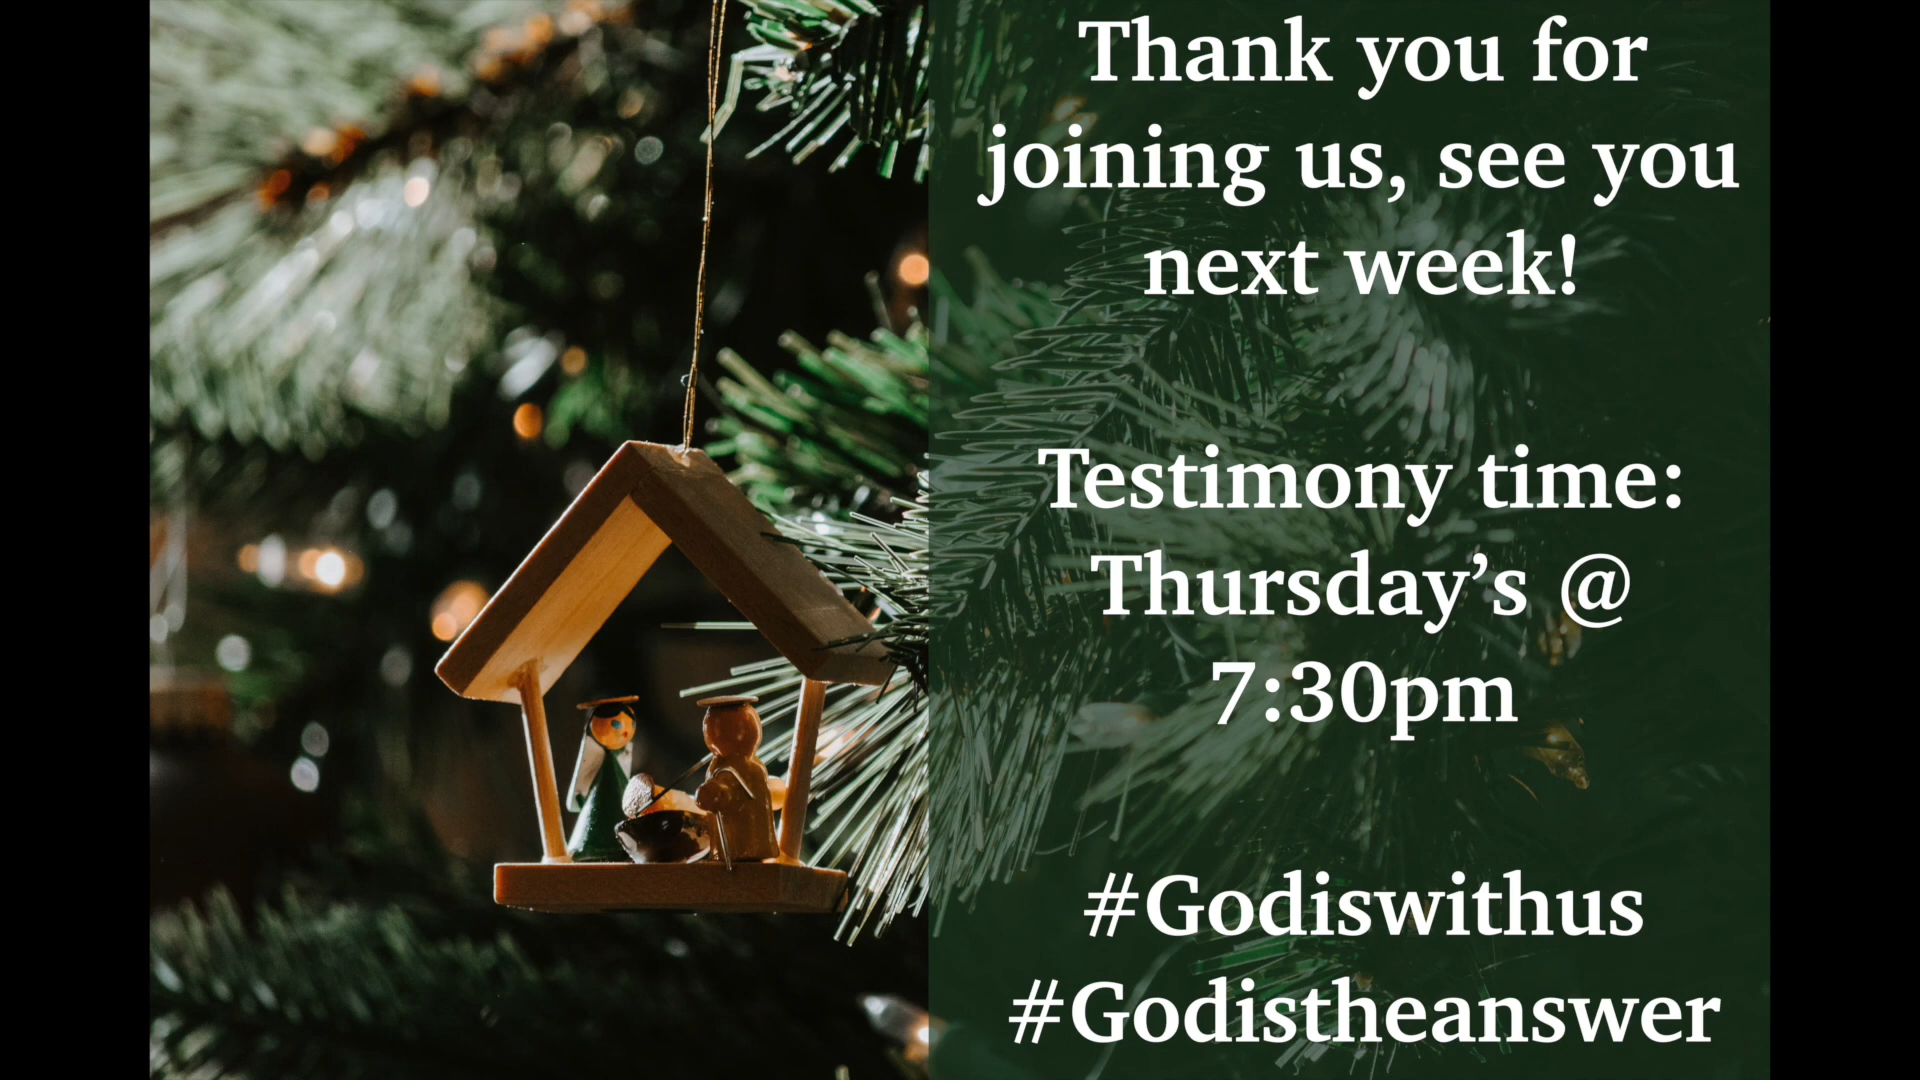 Thank you for
joining us, see you
next week!
Testimony time:
Thursday’s @
7:30pm
#Godiswithus
#Godistheanswer